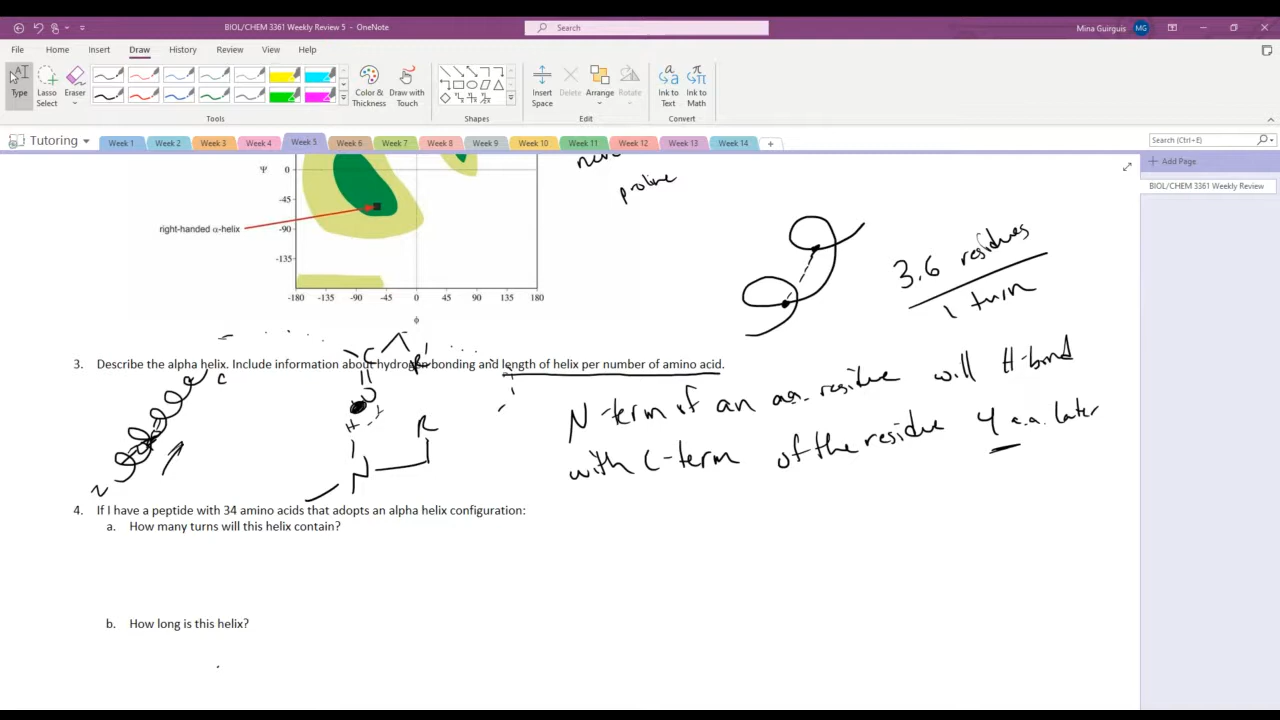 BIOL/CHEM 3361 Weekly Review 5 - OneNote
Search
Mina Guirguis
MG
File Home Insert Draw History Review View Help
Type
Lasso Select
Eraser
Color & Thickness
Draw with Touch
Insert Space
Delete
Arrange
Rotate
Ink to Text
Ink to Math
Tools
Shapes
Edit
Convert
Tutoring
Week 1 Week 2 Week 3 Week 4 Week 5 Week 6 Week 7 Week 8 Week 9 Week 10 Week 11 Week 12 Week 13 Week 14
Search (Ctrl+E)
Add Page
BIOL/CHEM 3361 Weekly Review
Ψ
0
-45
-90
-135
right-handed α-helix
-180 -135 -90 -45 0 45 90 135 180
ϕ
proline
3.6 residues
1 turn
3. Describe the alpha helix. Include information about hydrogen bonding and length of helix per number of amino acid.
C
O
H
N
R
N
C
N-term of an a.a. residue will H-bond
with C-term of the residue 4 a.a. later
4. If I have a peptide with 34 amino acids that adopts an alpha helix configuration:
a. How many turns will this helix contain?
b. How long is this helix?